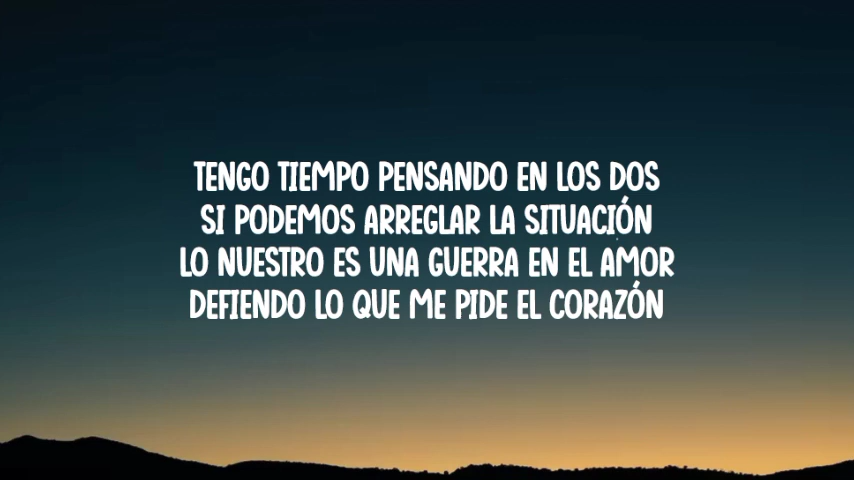 TENGO TIEMPO PENSANDO EN LOS DOS
SI PODEMOS ARREGLAR LA SITUACIÓN
LO NUESTRO ES UNA GUERRA EN EL AMOR
DEFIENDO LO QUE ME PIDE EL CORAZÓN